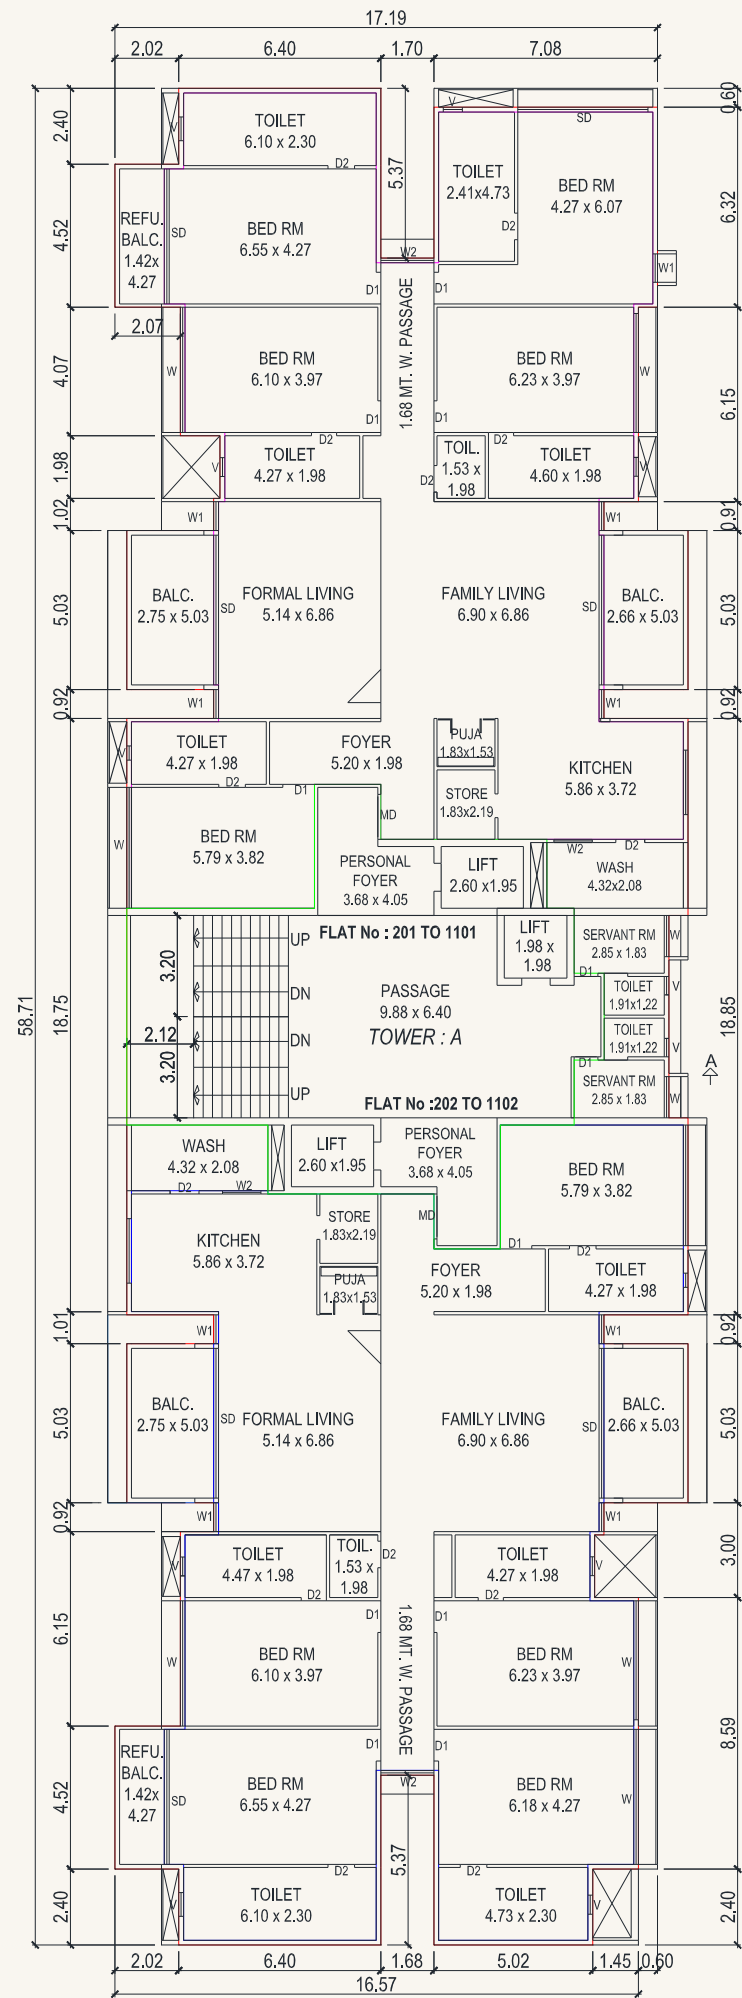 17.19
2.02
6.40
1.70
7.08
TOILET
6.10 x 2.30
V
D2
2.40
5.37
V
SD
0.60
TOILET
2.41x4.73
D2
BED RM
4.27 x 6.07
6.32
REFU.
BALC.
1.42x
4.27
SD
BED RM
6.55 x 4.27
D1
4.52
W2
D1
W1
2.07
1.68 MT. W. PASSAGE
4.07
W
BED RM
6.10 x 3.97
D1
BED RM
6.23 x 3.97
D1
W
6.15
1.98
V
D2
TOILET
4.27 x 1.98
D2
TOIL.
1.53 x
1.98
D2
TOILET
4.60 x 1.98
V
1.02
W1
W1
0.91
5.03
BALC.
2.75 x 5.03
SD
FORMAL LIVING
5.14 x 6.86
FAMILY LIVING
6.90 x 6.86
SD
BALC.
2.66 x 5.03
5.03
0.92
W1
W1
0.92
V
TOILET
4.27 x 1.98
D2
FOYER
5.20 x 1.98
D1
PUJA
1.83x1.53
STORE
1.83x2.19
KITCHEN
5.86 x 3.72
MD
W
BED RM
5.79 x 3.82
PERSONAL
FOYER
3.68 x 4.05
LIFT
2.60 x1.95
W2
D2
WASH
4.32x2.08
58.71
18.75
3.20
2.12
3.20
UP
DN
DN
UP
FLAT No : 201 TO 1101
PASSAGE
9.88 x 6.40
TOWER : A
FLAT No :202 TO 1102
LIFT
1.98 x
1.98
SERVANT RM
2.85 x 1.83
W
D1
TOILET
1.91x1.22
V
TOILET
1.91x1.22
V
D1
SERVANT RM
2.85 x 1.83
W
18.85
A
WASH
4.32 x 2.08
D2
W2
LIFT
2.60 x1.95
PERSONAL
FOYER
3.68 x 4.05
BED RM
5.79 x 3.82
KITCHEN
5.86 x 3.72
STORE
1.83x2.19
MD
D1
D2
PUJA
1.83x1.53
FOYER
5.20 x 1.98
TOILET
4.27 x 1.98
1.01
W1
W1
0.92
5.03
BALC.
2.75 x 5.03
SD
FORMAL LIVING
5.14 x 6.86
FAMILY LIVING
6.90 x 6.86
SD
BALC.
2.66 x 5.03
5.03
0.92
W1
W1
V
TOILET
4.47 x 1.98
D2
TOIL.
1.53 x
1.98
D2
TOILET
4.27 x 1.98
D2
V
3.00
6.15
1.68 MT. W. PASSAGE
D1
D1
W
BED RM
6.10 x 3.97
BED RM
6.23 x 3.97
W
8.59
REFU.
BALC.
1.42x
4.27
SD
D1
D1
BED RM
6.55 x 4.27
BED RM
6.18 x 4.27
W
4.52
W2
D2
D2
2.40
V
TOILET
6.10 x 2.30
5.37
TOILET
4.73 x 2.30
V
2.40
2.02
6.40
1.68
5.02
1.45
0.60
16.57